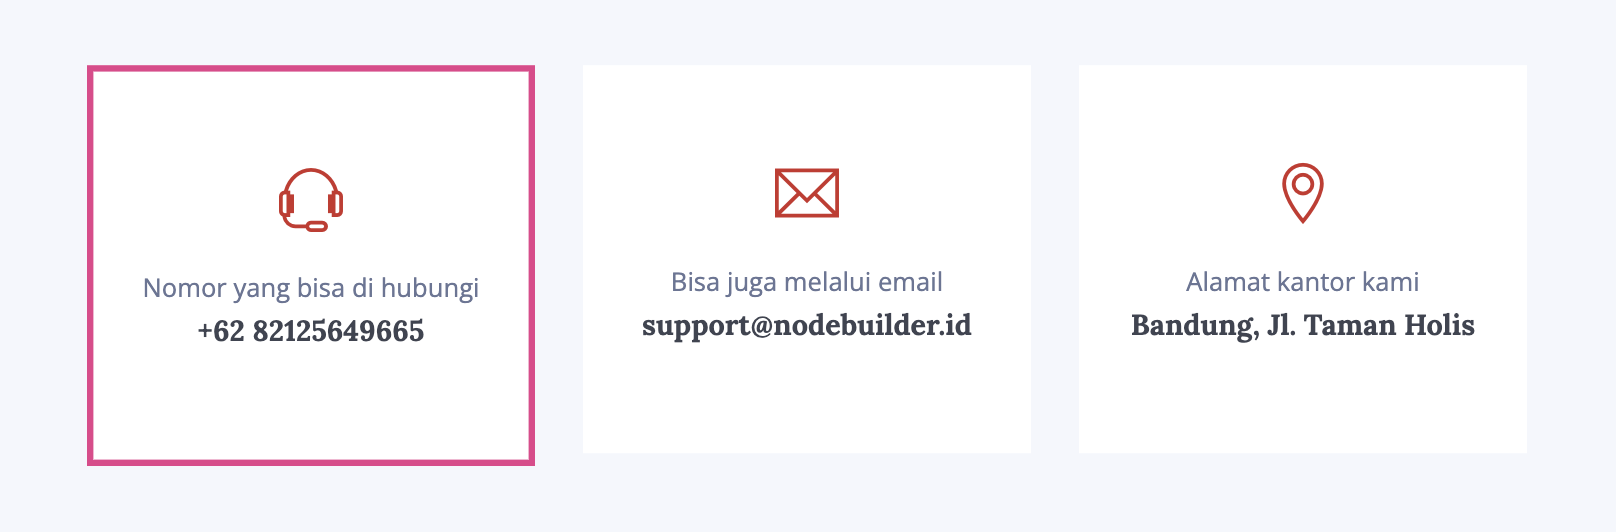 Nomor yang bisa di hubungi
+62 82125649665
Bisa juga melalui email
support@nodebuilder.id
Alamat kantor kami
Bandung, Jl. Taman Holis